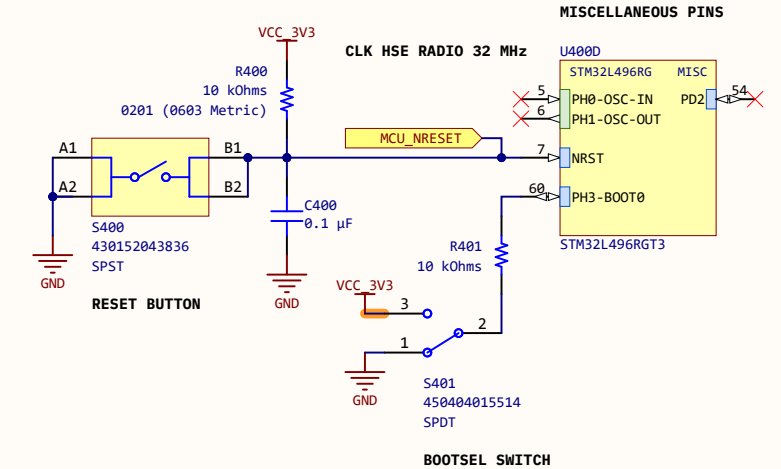 MISCELLANEOUS PINS
VCC_3V3
CLK HSE RADIO 32 MHz
U400D
R400
10 kOhms
0201 (0603 Metric)
STM32L496RG MISC
5 PH0-OSC-IN
PD2 54
6 PH1-OSC-OUT
MCU_NRESET
A1 B1
7 NRST
A2 B2
60 PH3-BOOT0
C400
0.1 µF
S400
430152043836
SPST
R401
10 kOhms
STM32L496RGT3
GND
GND
RESET BUTTON
VCC_3V3
3
2
1
GND
S401
450404015514
SPDT
BOOTSEL SWITCH